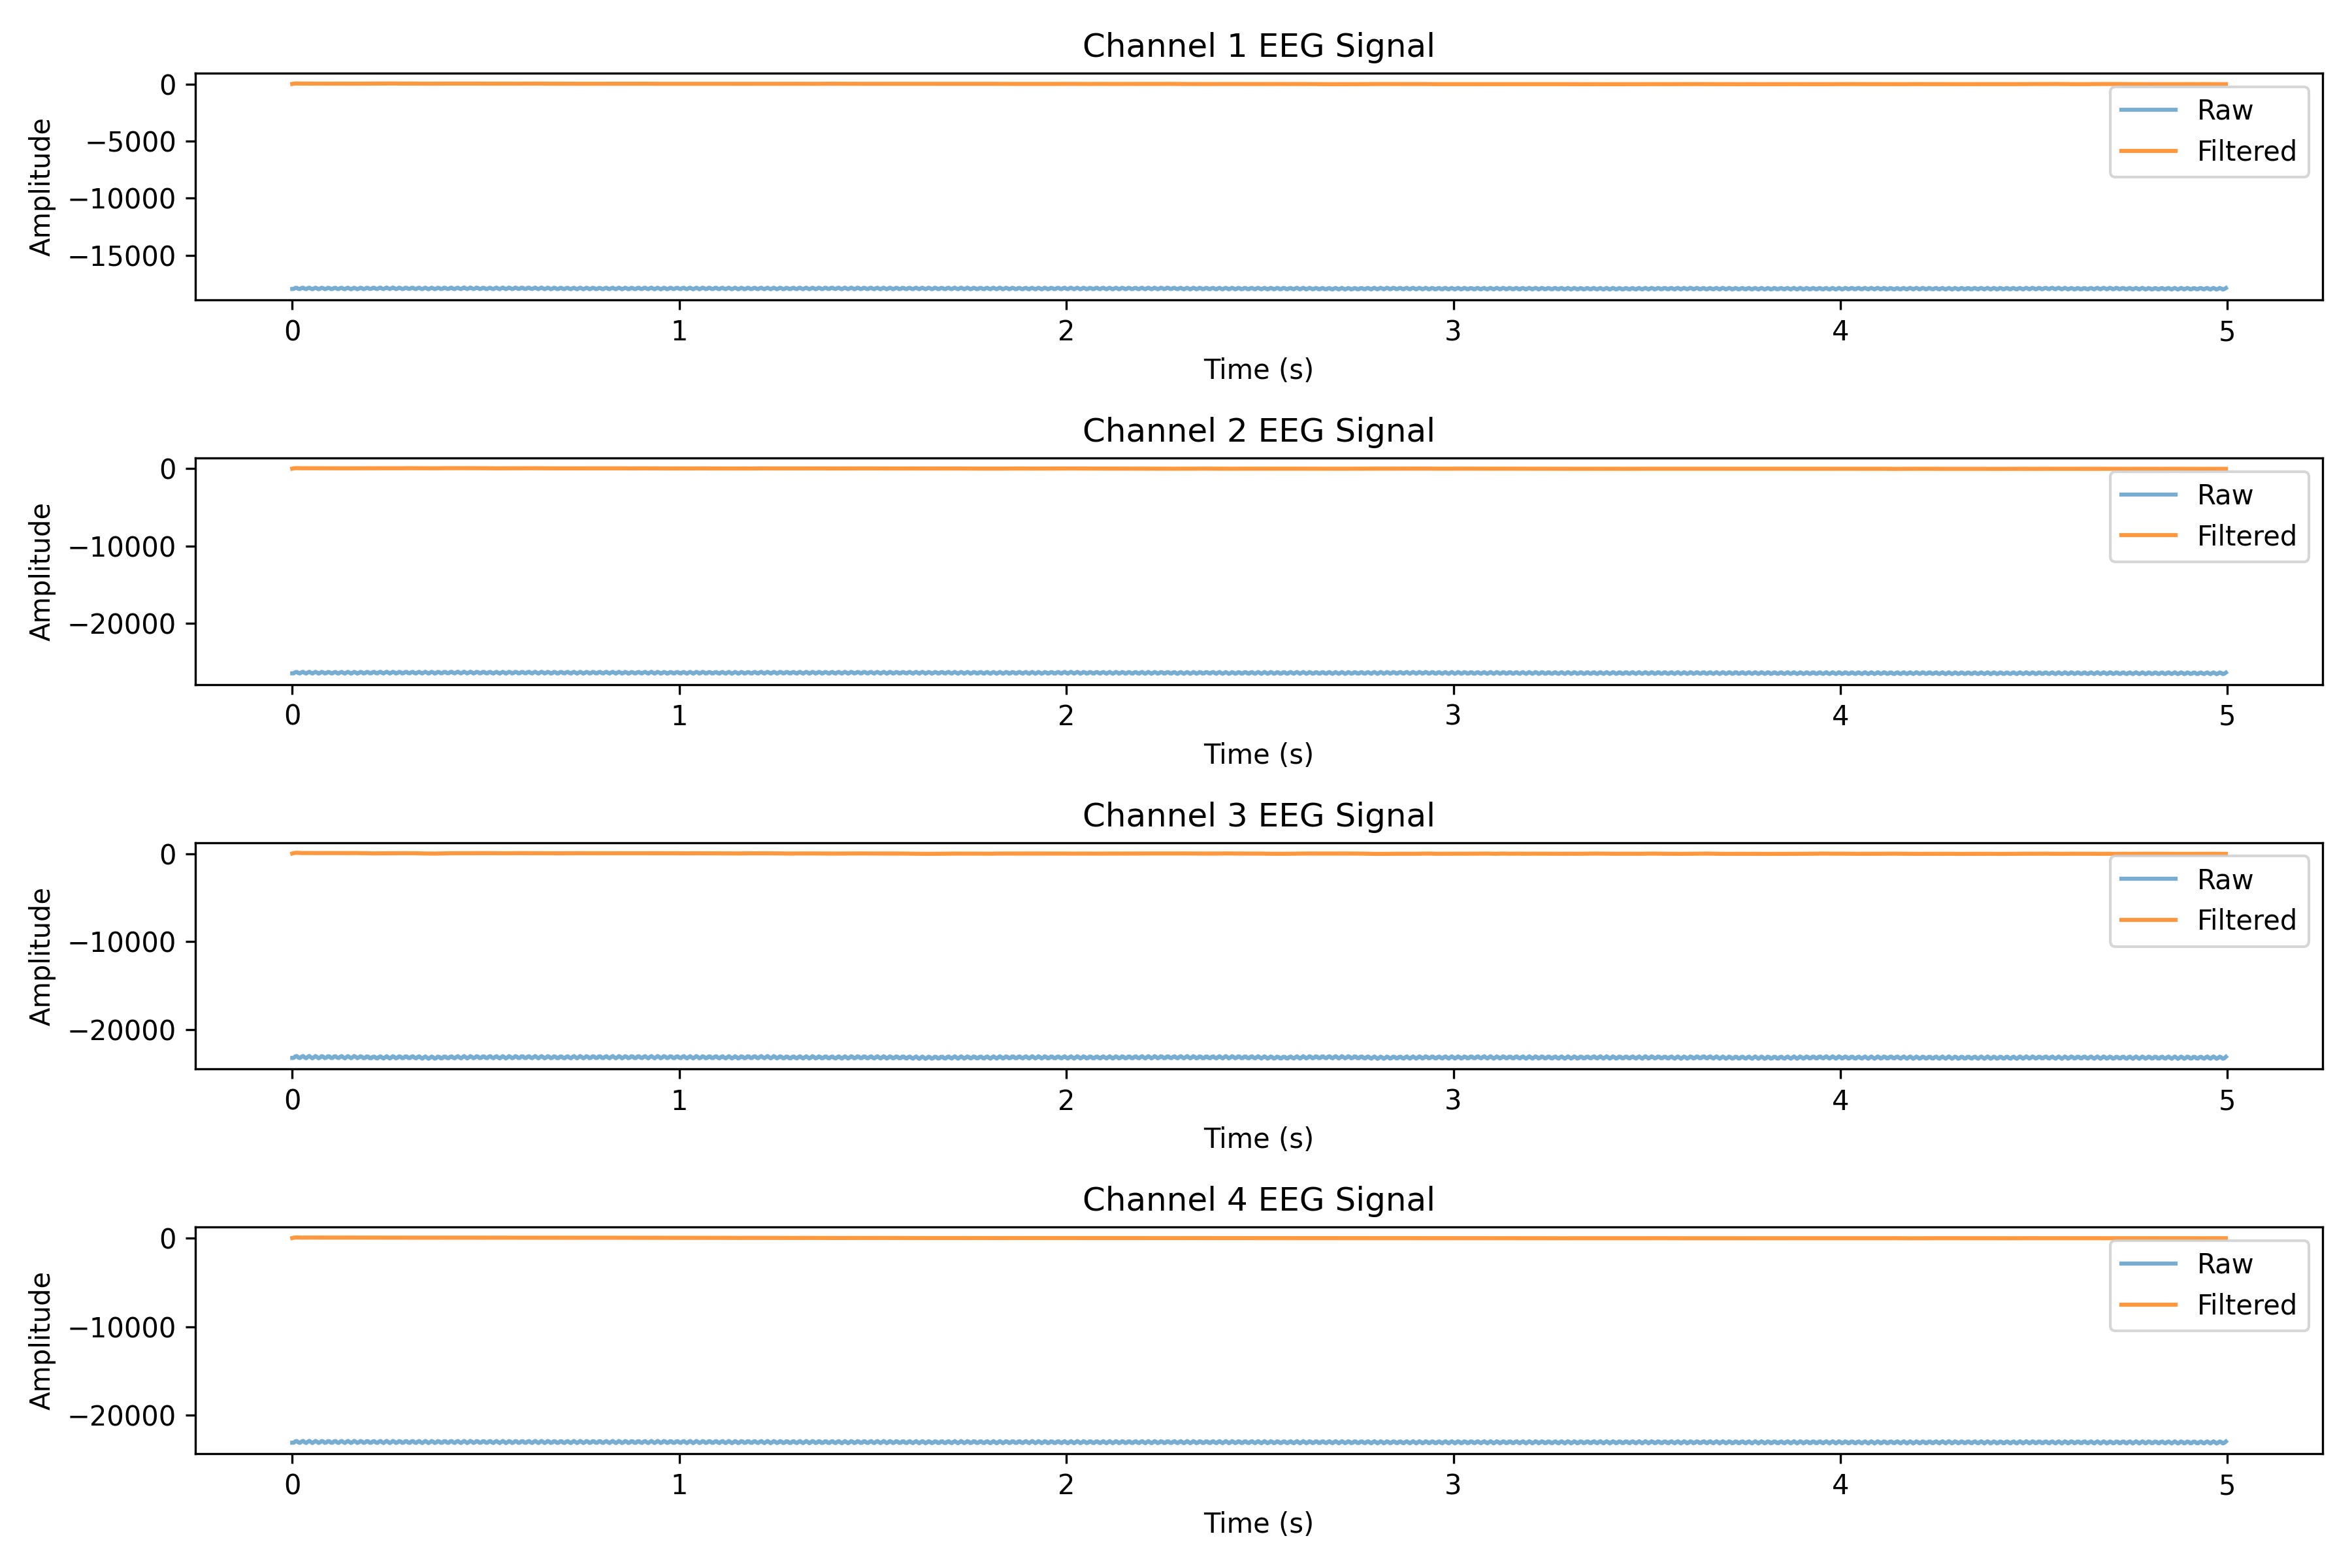 Channel 1 EEG Signal
Amplitude
0
−5000
−10000
−15000
Raw
Filtered
0 1 2 3 4 5
Time (s)
Channel 2 EEG Signal
Amplitude
0
−10000
−20000
Raw
Filtered
0 1 2 3 4 5
Time (s)
Channel 3 EEG Signal
Amplitude
0
−10000
−20000
Raw
Filtered
0 1 2 3 4 5
Time (s)
Channel 4 EEG Signal
Amplitude
0
−10000
−20000
Raw
Filtered
0 1 2 3 4 5
Time (s)